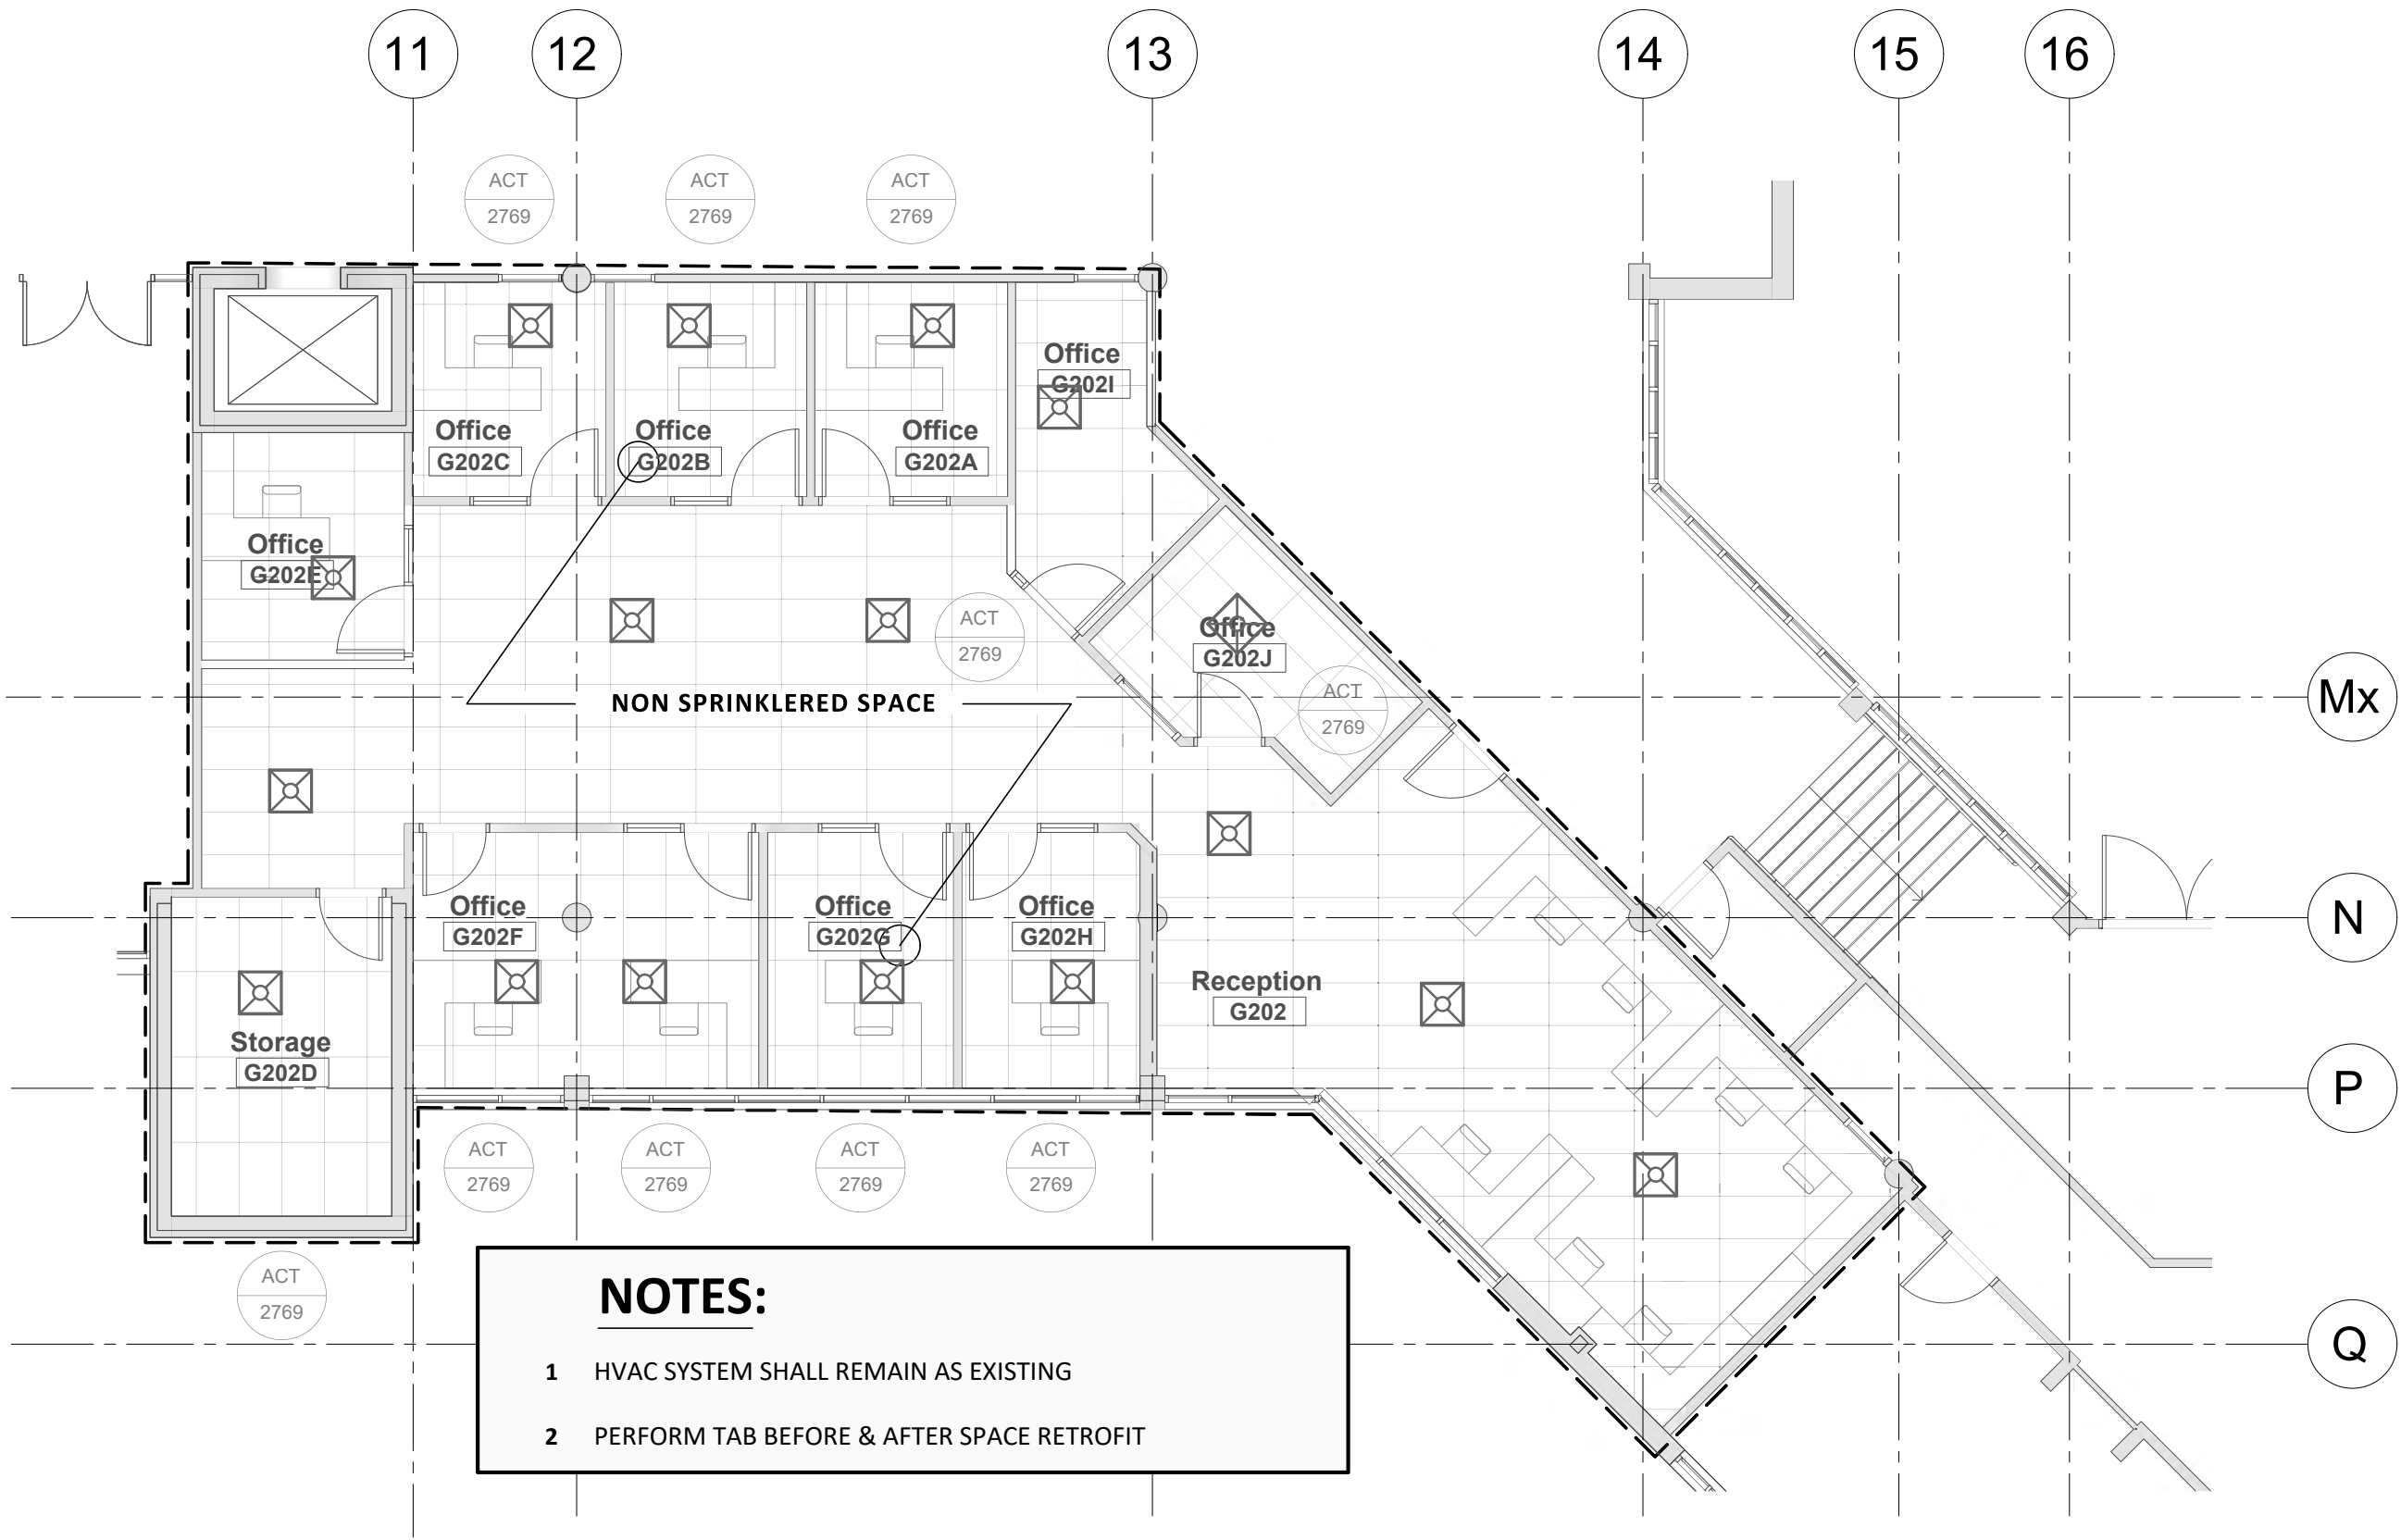 11
12
13
14
15
16
ACT
2769
ACT
2769
ACT
2769
Office
G202I
Office
G202C
Office
G202B
Office
G202A
Office
G202E
ACT
2769
Office
G202J
ACT
2769
Mx
NON SPRINKLERED SPACE
Office
G202F
Office
G202G
Office
G202H
N
Reception
G202
Storage
G202D
P
ACT
2769
ACT
2769
ACT
2769
ACT
2769
ACT
2769
NOTES:
1 HVAC SYSTEM SHALL REMAIN AS EXISTING
2 PERFORM TAB BEFORE & AFTER SPACE RETROFIT
Q